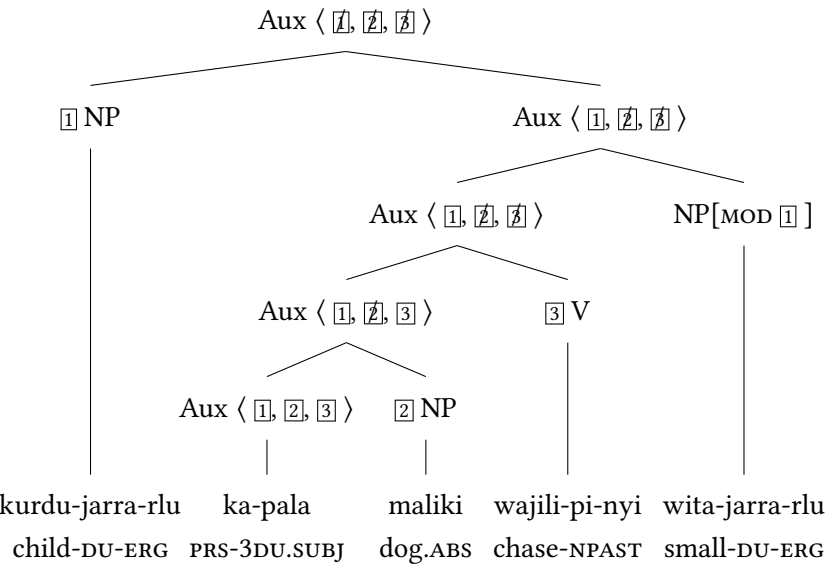 Aux ⟨ 1̸, 2̸, 3̸ ⟩
1 NP Aux ⟨ 1, 2̸, 3̸ ⟩
Aux ⟨ 1, 2̸, 3̸ ⟩ NP[MOD 1 ]
Aux ⟨ 1, 2̸, 3 ⟩ 3 V
Aux ⟨ 1, 2, 3 ⟩ 2 NP
kurdu-jarra-rlu ka-pala maliki wajili-pi-nyi wita-jarra-rlu
child-DU-ERG PRS-3DU.SUBJ dog.ABS chase-NPAST small-DU-ERG